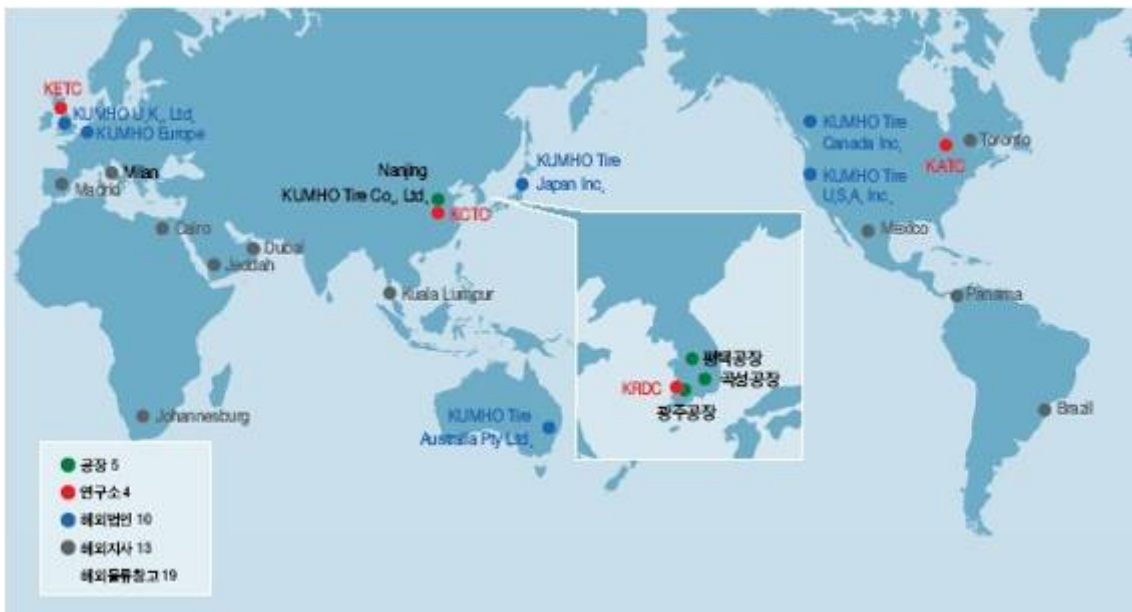 KETC
KUMHO U.K., Ltd.
KUMHO Europe
Milan
Madrid
Cairo
Dubai
Jeddah
Johannesburg
Nanjing
KUMHO Tire Co., Ltd.
KCTC
Kuala Lumpur
KUMHO Tire
Japan Inc.
KUMHO Tire
Australia Pty Ltd.
평택공장
곡성공장
KRDC
광주공장
KUMHO Tire
Canada Inc.
KUMHO Tire
U.S.A. Inc.
KATC
Toronto
Mexico
Panama
Brazil
공장 5
연구소 4
해외법인 10
해외지사 13
해외물류창고 19